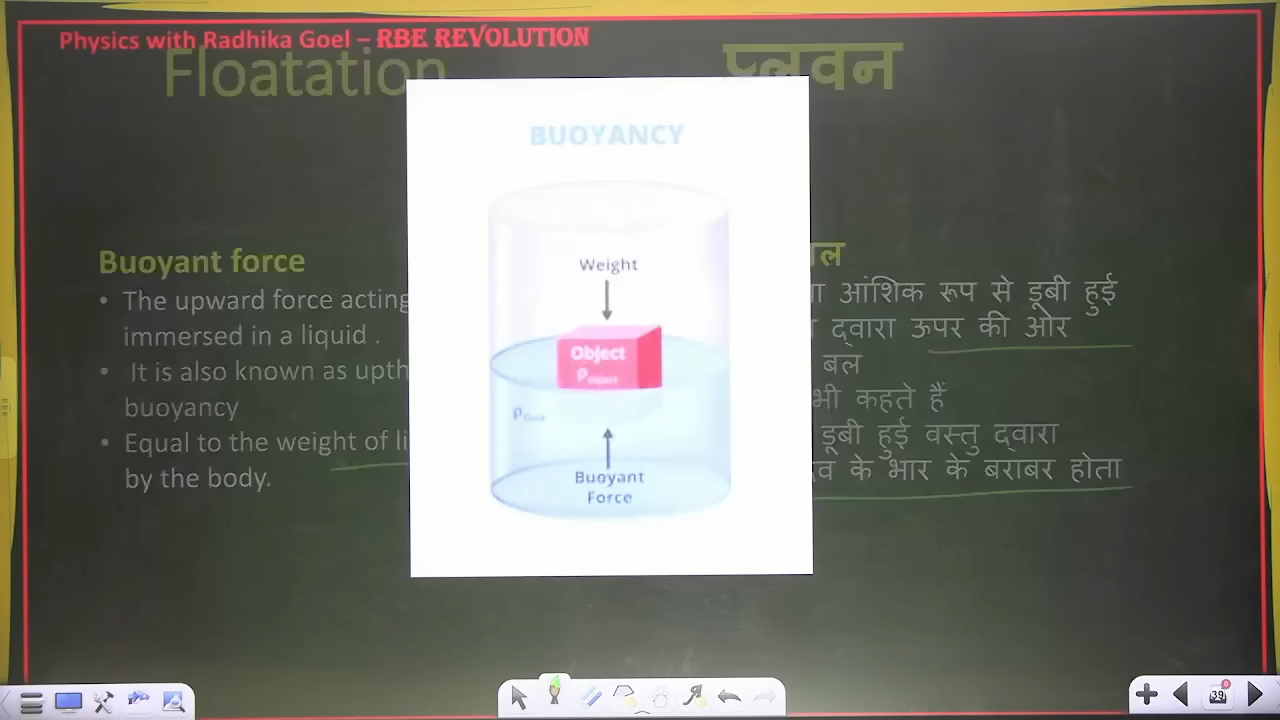 Physics with Radhika Goel – RBE REVOLUTION
Floatation
प्लवन
BUOYANCY
Weight
Object
ρ
ρ
Buoyant
Force
Buoyant force
• The upward force acting
immersed in a liquid .
• It is also known as upth
buoyancy
• Equal to the weight of li
by the body.
ल
ा आंशिक रूप से डूबी हुई
द्वारा ऊपर की ओर
बल
भी कहते हैं
डूबी हुई वस्तु द्वारा
व के भार के बराबर होता
39